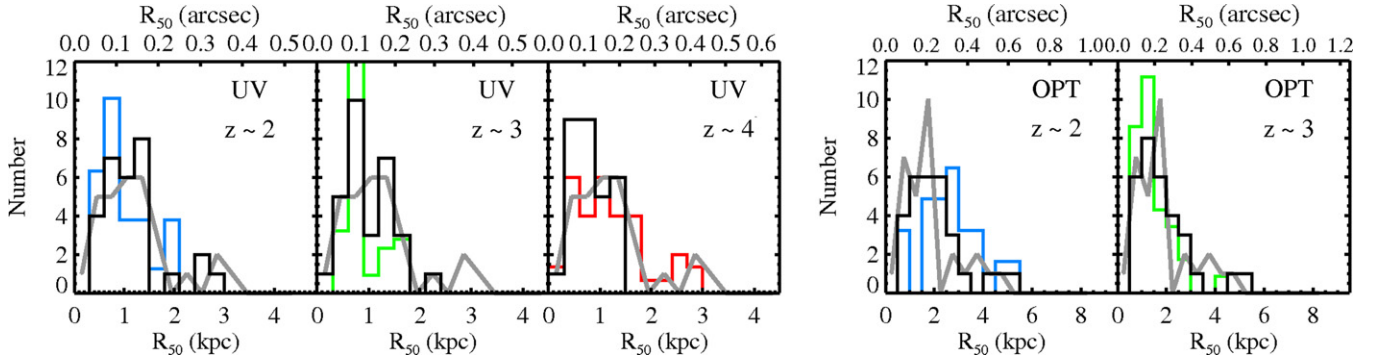 R50 (arcsec) R50 (arcsec) R50 (arcsec) R50 (arcsec) R50 (arcsec)
0.0 0.1 0.2 0.3 0.4 0.5 0.0 0.1 0.2 0.3 0.4 0.5 0.0 0.1 0.2 0.3 0.4 0.5 0.6 0.0 0.2 0.4 0.6 0.8 1.0 0.0 0.2 0.4 0.6 0.8 1.0 1.2
12 12
UV UV UV OPT OPT
10 10
z ~ 2 z ~ 3 z ~ 4 z ~ 2 z ~ 3
8 8
Number Number
6 6
4 4
2 2
0 0
0 1 2 3 4 0 1 2 3 4 0 1 2 3 4 0 2 4 6 8 0 2 4 6 8
R50 (kpc) R50 (kpc) R50 (kpc) R50 (kpc) R50 (kpc)